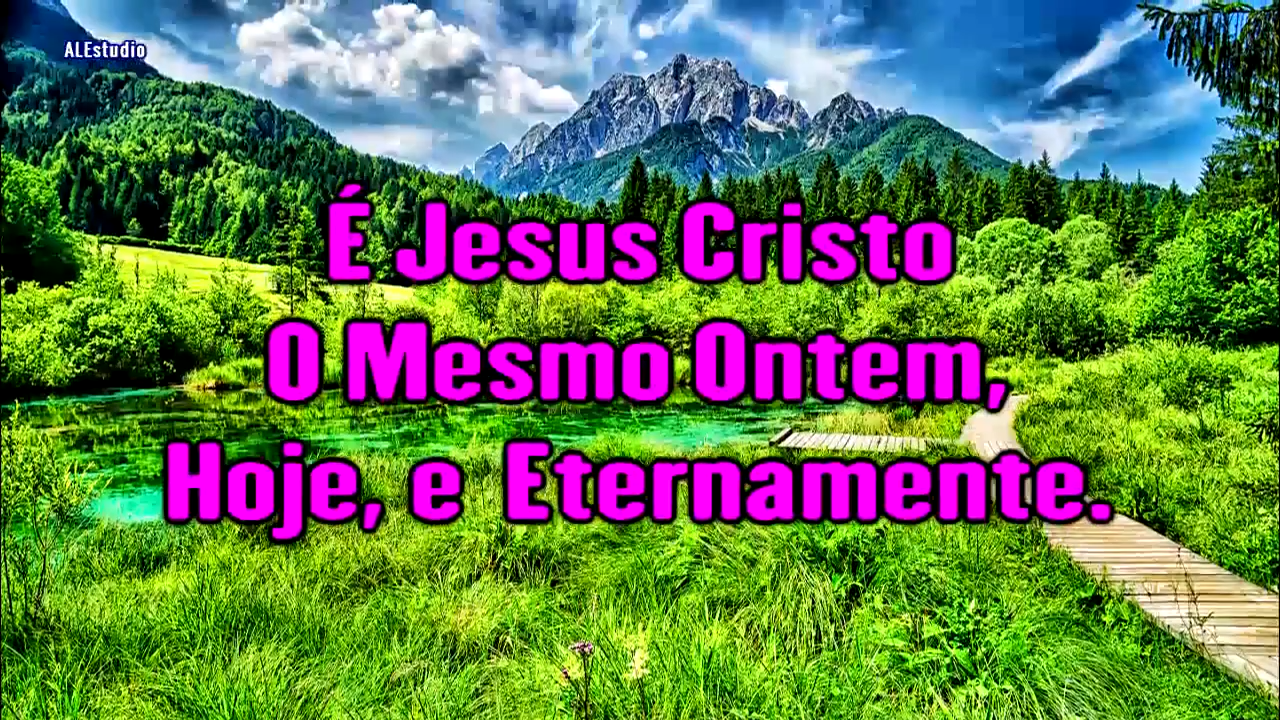 ALEstudio
É Jesus Cristo
O Mesmo Ontem,
Hoje, e Eternamente.